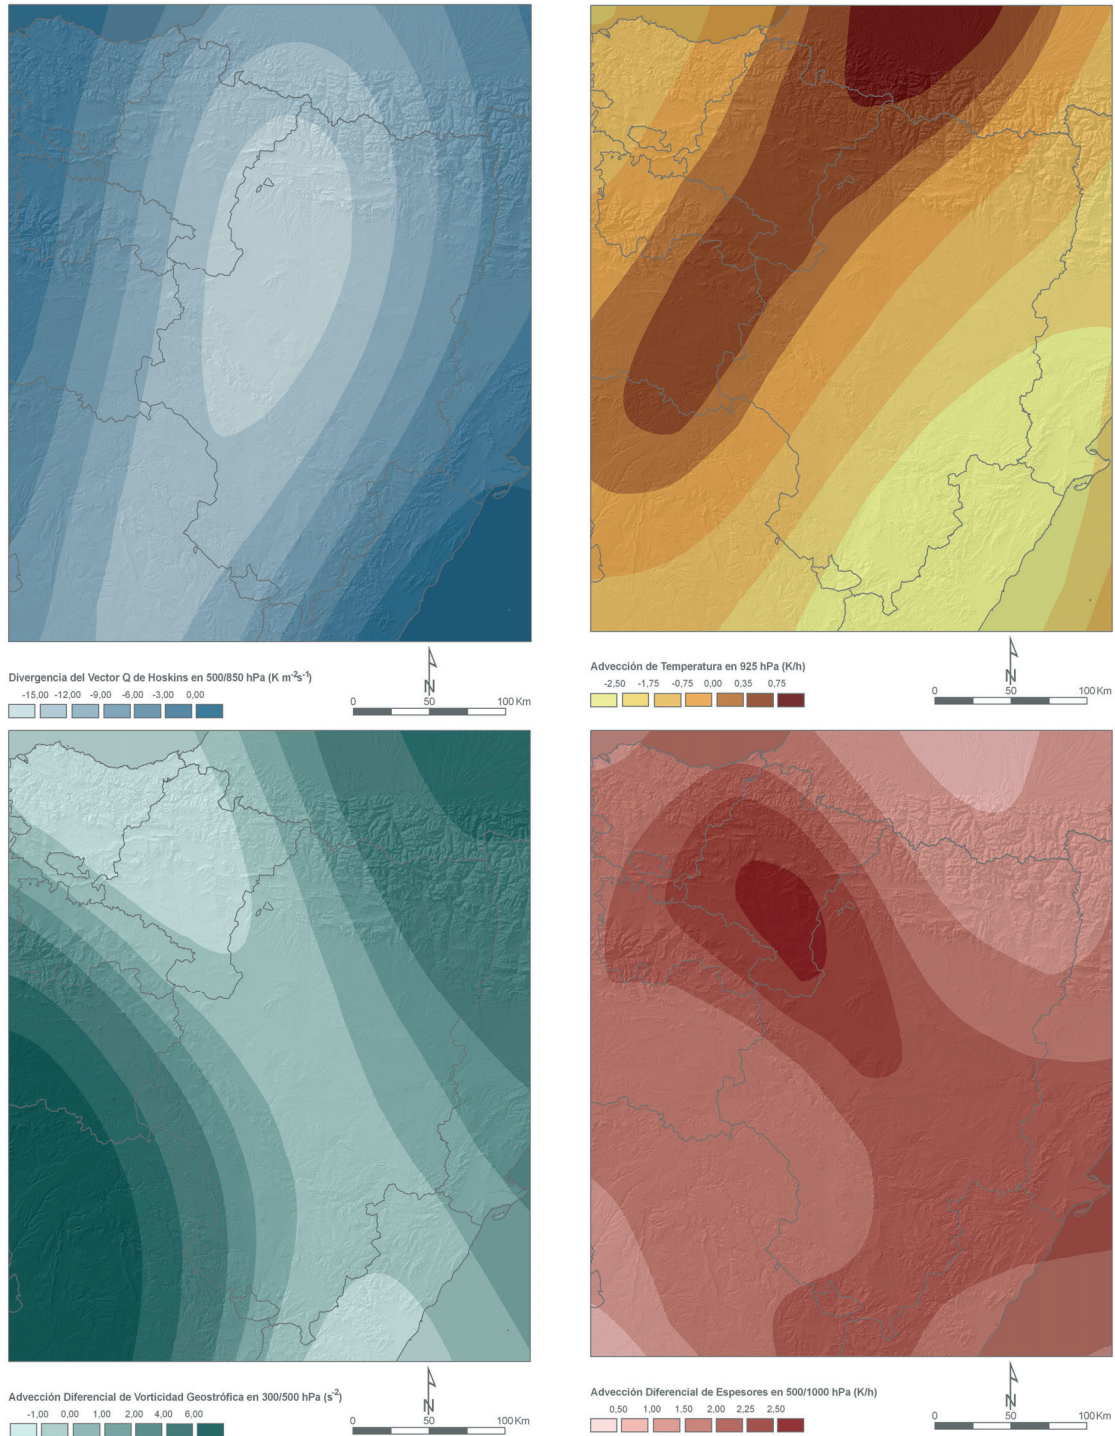 Divergencia del Vector Q de Hoskins en 500/850 hPa (K m⁻²s⁻¹)
-15,00 -12,00 -9,00 -6,00 -3,00 0,00
N
0 50 100 Km
Advección de Temperatura en 925 hPa (K/h)
-2,50 -1,75 -0,75 0,00 0,35 0,75
N
0 50 100 Km
Advección Diferencial de Vorticidad Geostrófica en 300/500 hPa (s⁻²)
-1,00 0,00 1,00 2,00 4,00 6,00
N
0 50 100 Km
Advección Diferencial de Espesores en 500/1000 hPa (K/h)
0,50 1,00 1,50 2,00 2,25 2,50
N
0 50 100 Km